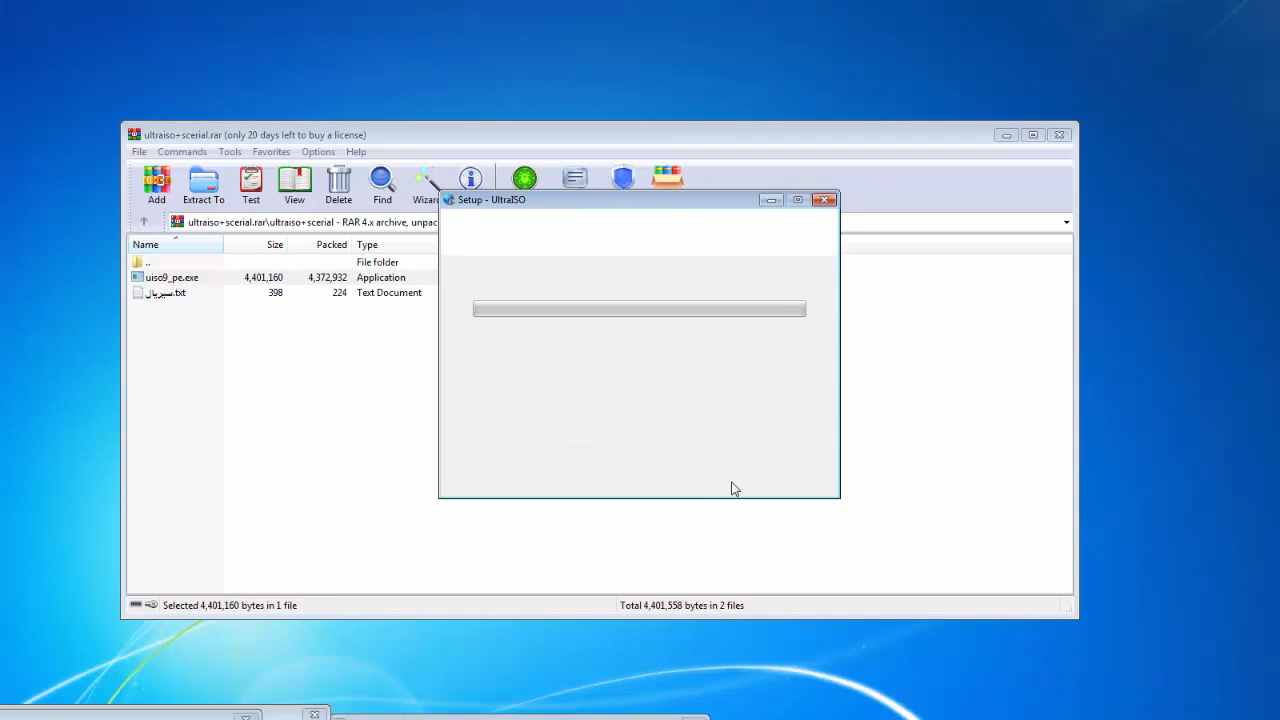 ultraiso+scerial.rar (only 20 days left to buy a license)
File Commands Tools Favorites Options Help
Add Extract To Test View Delete Find
Setup - UltraISO
ultraiso+scerial.rar\ultraiso+scerial - RAR 4.x archive, unpac
Name Size Packed Type
.. File folder
uiso9_pe.exe 4,401,160 4,372,932 Application
سيريال.txt 398 224 Text Document
Selected 4,401,160 bytes in 1 file Total 4,401,558 bytes in 2 files